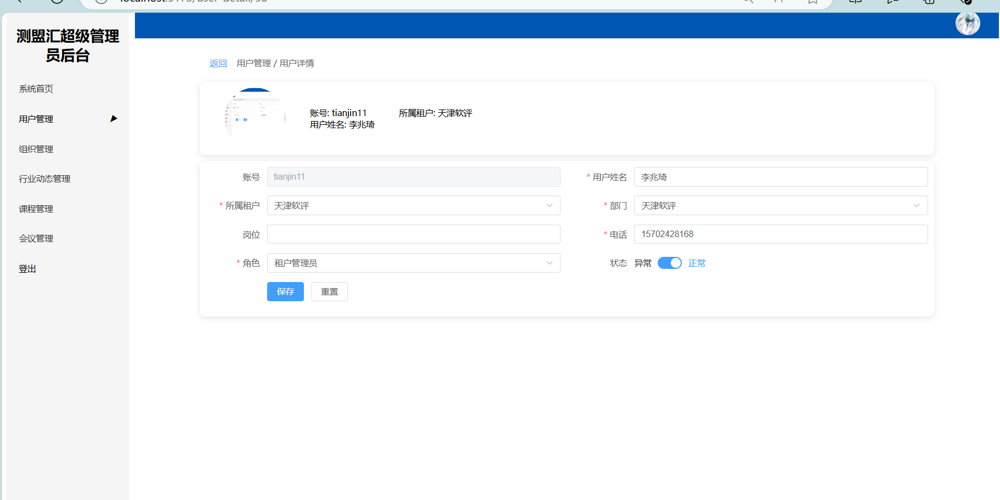 测盟汇超级管理
员后台
系统首页
用户管理
组织管理
行业动态管理
课程管理
会议管理
登出
返回 用户管理 / 用户详情
账号: tianjin11 所属租户: 天津软评
用户姓名: 李兆琦
账号 tianjin11 * 用户姓名 李兆琦
* 所属租户 天津软评 * 部门 天津软评
岗位 * 电话 15702428168
* 角色 租户管理员 状态 异常 正常
保存 重置